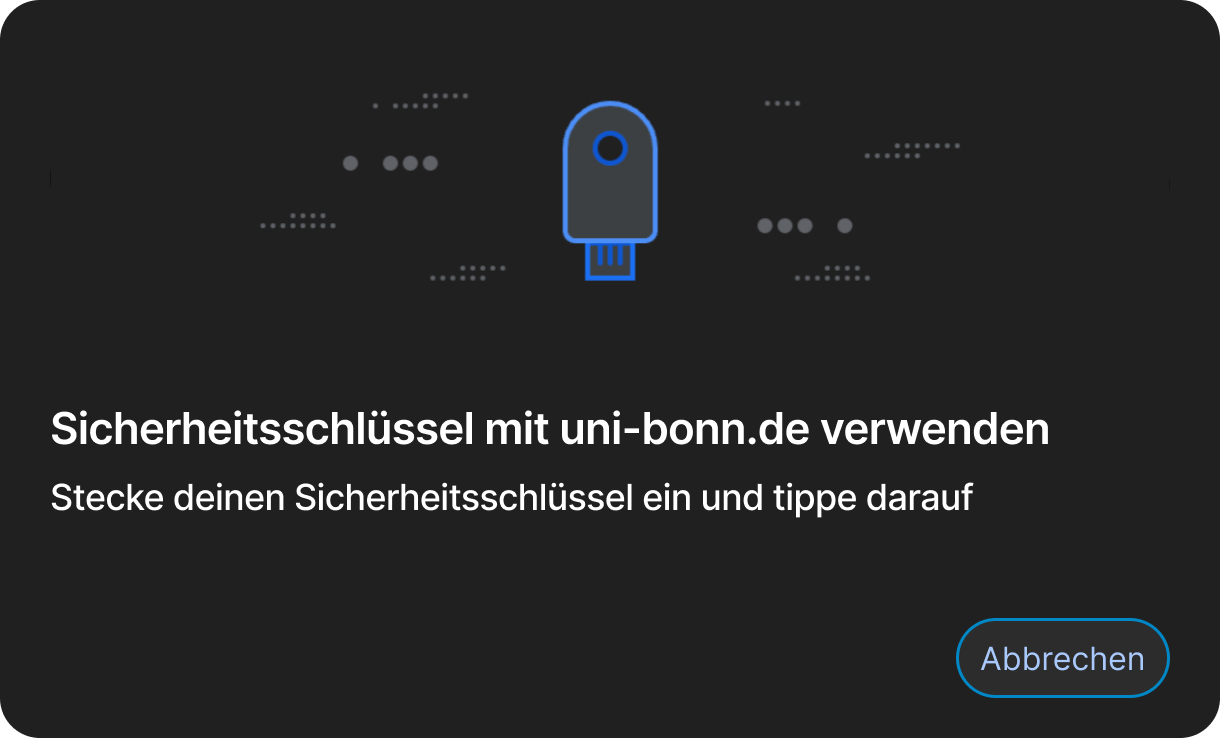 Sicherheitsschlüssel mit uni-bonn.de verwenden
Stecke deinen Sicherheitsschlüssel ein und tippe darauf
Abbrechen